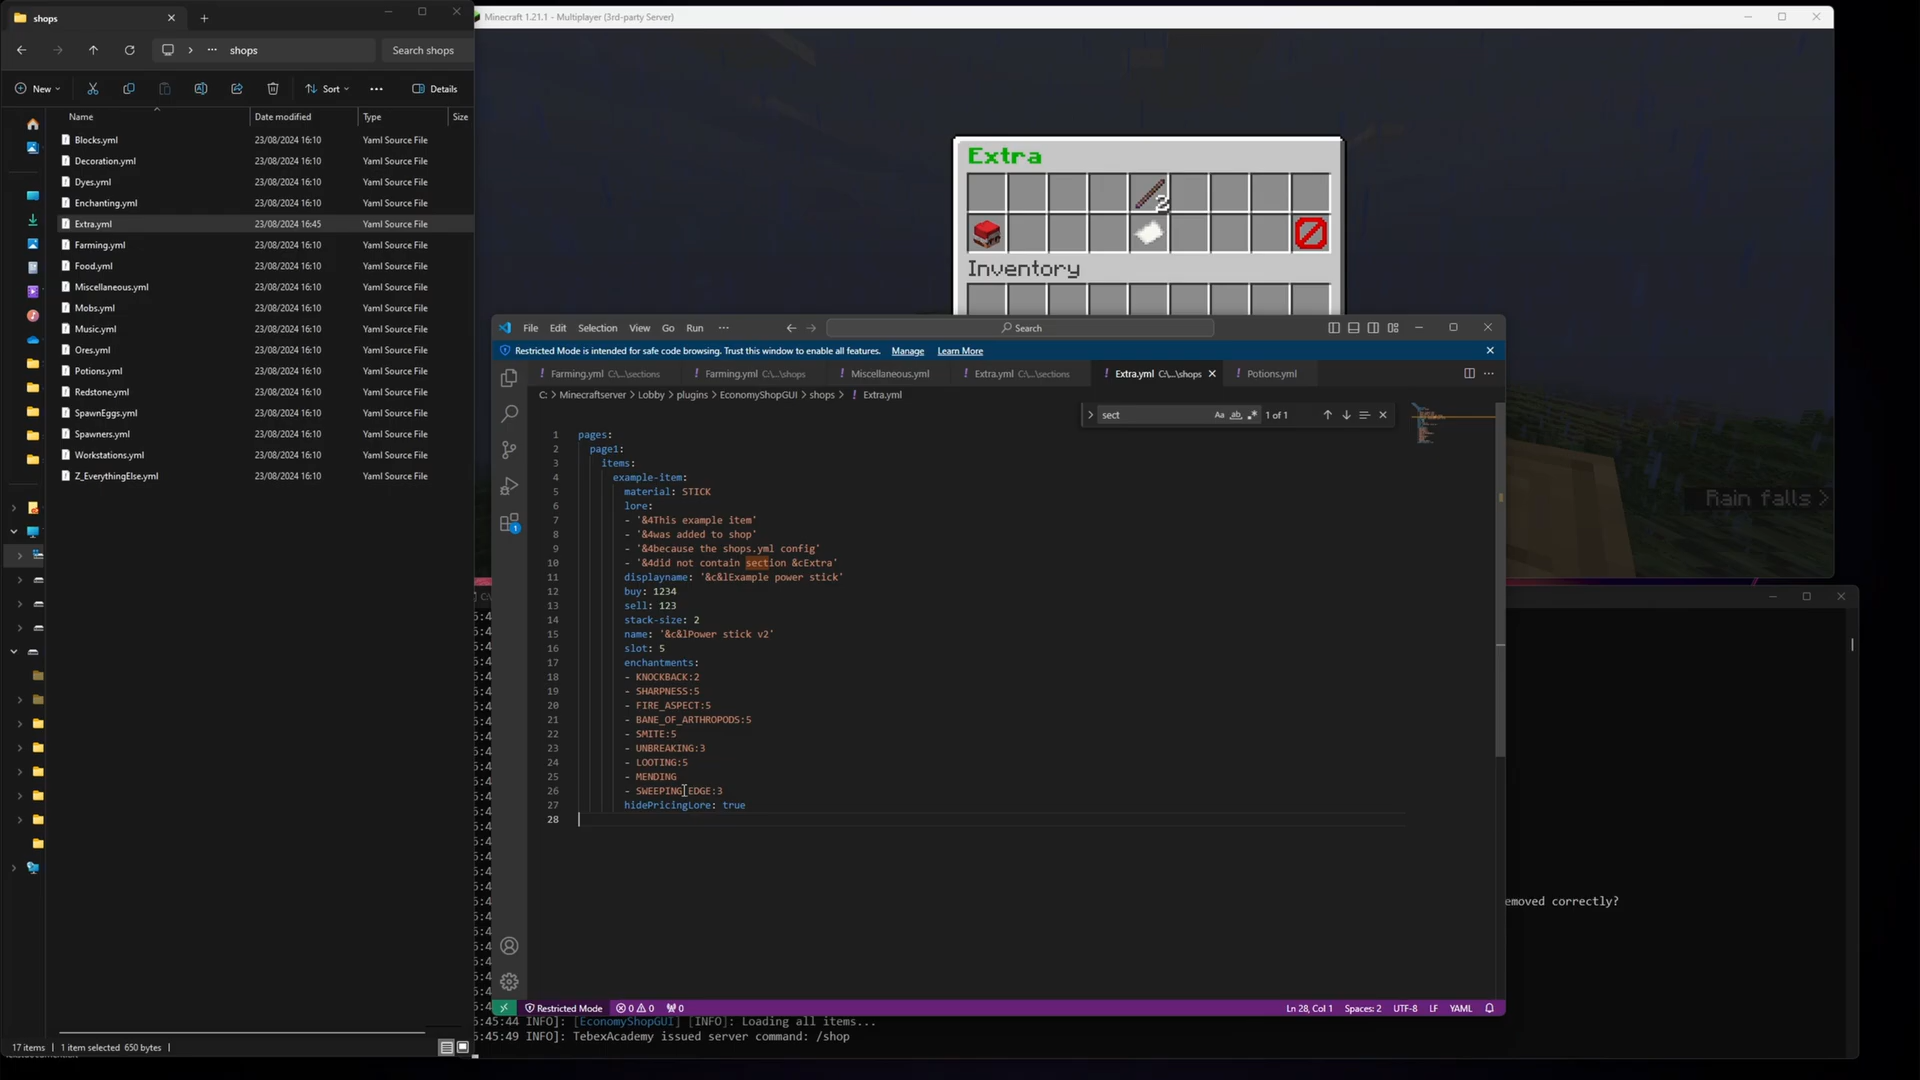 shops
Minecraft 1.21.1 - Multiplayer (3rd-party Server)
shops
Search shops
New
Sort
Details
Name
Date modified
Type
Size
Blocks.yml 23/08/2024 16:10 Yaml Source File
Decoration.yml 23/08/2024 16:10 Yaml Source File
Dyes.yml 23/08/2024 16:10 Yaml Source File
Enchanting.yml 23/08/2024 16:10 Yaml Source File
Extra.yml 23/08/2024 16:45 Yaml Source File
Farming.yml 23/08/2024 16:10 Yaml Source File
Food.yml 23/08/2024 16:10 Yaml Source File
Miscellaneous.yml 23/08/2024 16:10 Yaml Source File
Mobs.yml 23/08/2024 16:10 Yaml Source File
Music.yml 23/08/2024 16:10 Yaml Source File
Ores.yml 23/08/2024 16:10 Yaml Source File
Potions.yml 23/08/2024 16:10 Yaml Source File
Redstone.yml 23/08/2024 16:10 Yaml Source File
SpawnEggs.yml 23/08/2024 16:10 Yaml Source File
Spawners.yml 23/08/2024 16:10 Yaml Source File
Workstations.yml 23/08/2024 16:10 Yaml Source File
Z_EverythingElse.yml 23/08/2024 16:10 Yaml Source File
17 items
1 item selected 650 bytes
Extra
2
Inventory
Rain falls >
File Edit Selection View Go Run ···
Search
Restricted Mode is intended for safe code browsing. Trust this window to enable all features. Manage Learn More
Farming.yml C:\...\sections
Farming.yml C:\...\shops
Miscellaneous.yml
Extra.yml C:\...\sections
Extra.yml C:\...\shops
Potions.yml
C: > Minecraftserver > Lobby > plugins > EconomyShopGUI > shops > ! Extra.yml
sect
Aa ab
1 of 1
1 pages:
2 page1:
3 items:
4 example-item:
5 material: STICK
6 lore:
7 - '&4This example item'
8 - '&4was added to shop'
9 - '&4because the shops.yml config'
10 - '&4did not contain section &cExtra'
11 displayname: '&c&lExample power stick'
12 buy: 1234
13 sell: 123
14 stack-size: 2
15 name: '&c&lPower stick v2'
16 slot: 5
17 enchantments:
18 - KNOCKBACK:2
19 - SHARPNESS:5
20 - FIRE_ASPECT:5
21 - BANE_OF_ARTHROPODS:5
22 - SMITE:5
23 - UNBREAKING:3
24 - LOOTING:5
25 - MENDING
26 - SWEEPING_EDGE:3
27 hidePricingLore: true
28
1
Restricted Mode
0 0
0
Ln 28, Col 1
Spaces: 2
UTF-8
LF
YAML
emoved correctly?
5:45:44 INFO]: [EconomyShopGUI] [INFO]: Loading all items...
5:45:49 INFO]: TebexAcademy issued server command: /shop